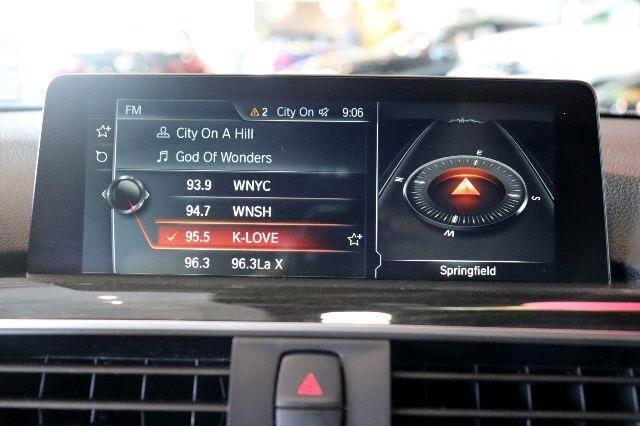 FM 2 City On 9:06
City On A Hill
God Of Wonders
93.9 WNYC
94.7 WNSH
95.5 K-LOVE
96.3 96.3La X
E
N
S
W
Springfield